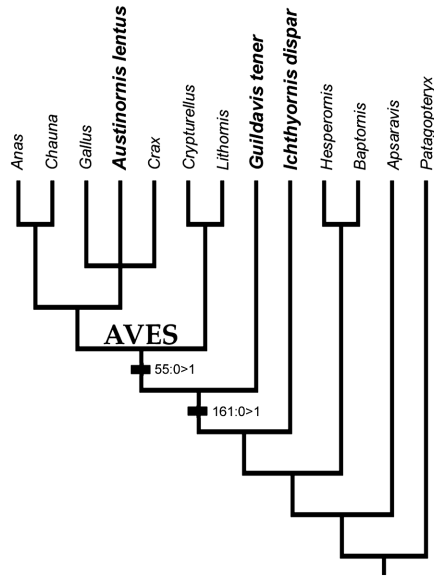 Anas
Chauna
Gallus
Austinornis lentus
Crax
Crypturellus
Lithornis
Guildavis tener
Ichthyornis dispar
Hesperornis
Baptornis
Apsaravis
Patagopteryx
AVES
55:0>1
161:0>1